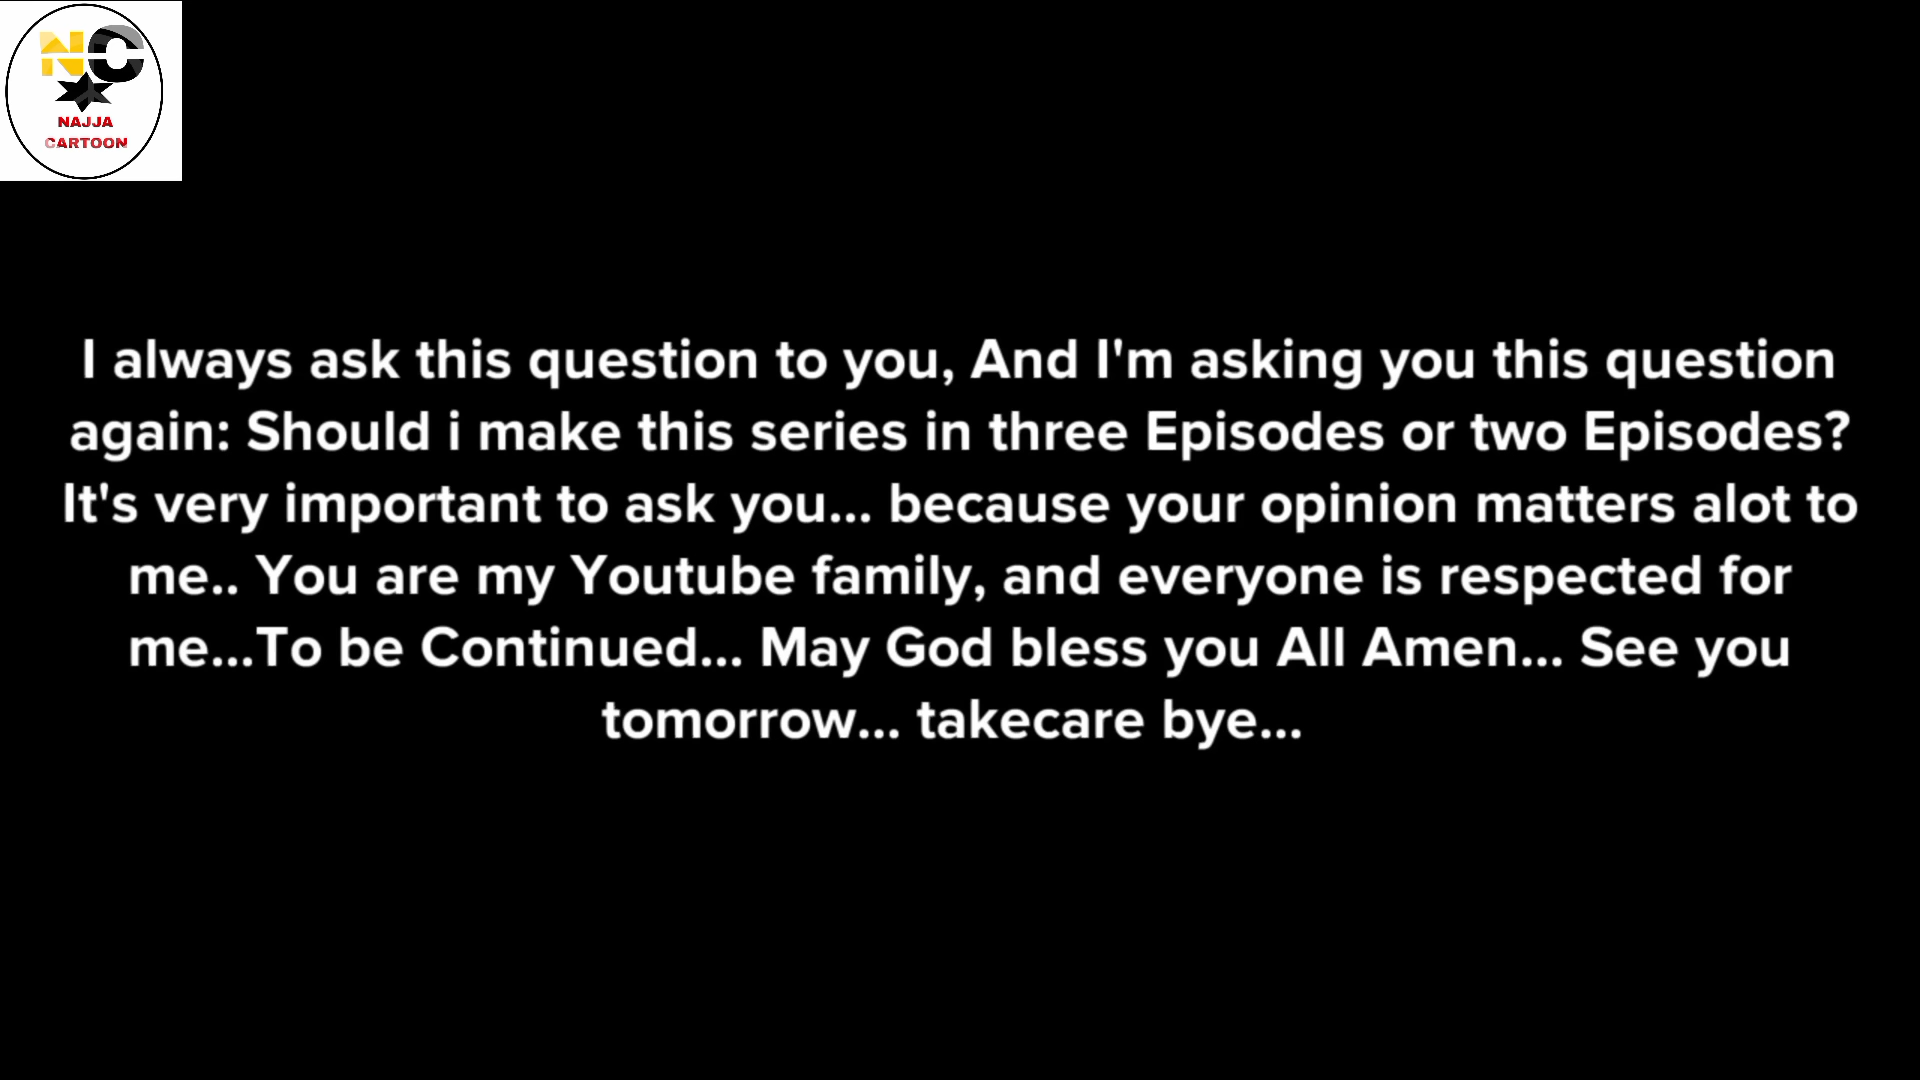 NC
NAJJA
CARTOON
I always ask this question to you, And I'm asking you this question
again: Should i make this series in three Episodes or two Episodes?
It's very important to ask you... because your opinion matters alot to
me.. You are my Youtube family, and everyone is respected for
me...To be Continued... May God bless you All Amen... See you
tomorrow... takecare bye...